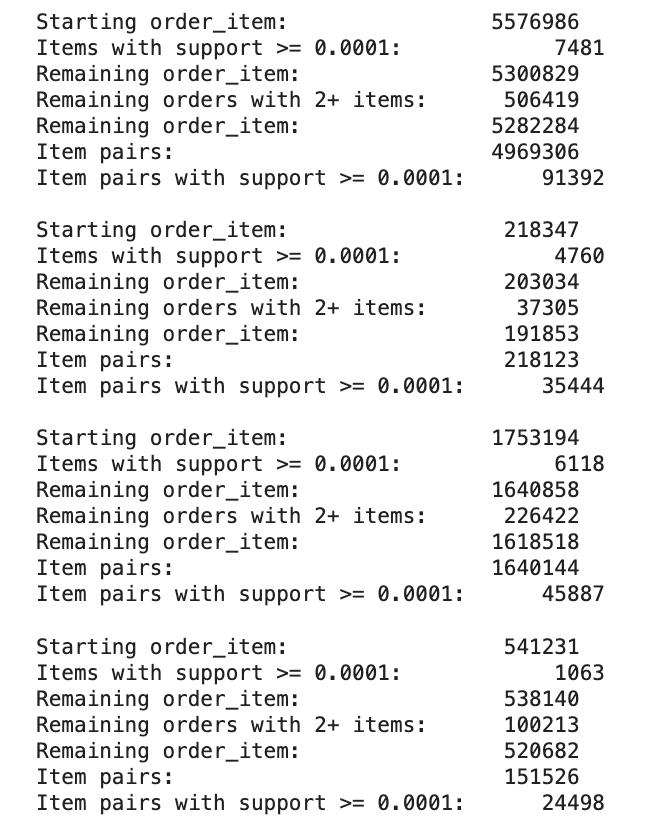 Starting order_item: 5576986
Items with support >= 0.0001: 7481
Remaining order_item: 5300829
Remaining orders with 2+ items: 506419
Remaining order_item: 5282284
Item pairs: 4969306
Item pairs with support >= 0.0001: 91392
Starting order_item: 218347
Items with support >= 0.0001: 4760
Remaining order_item: 203034
Remaining orders with 2+ items: 37305
Remaining order_item: 191853
Item pairs: 218123
Item pairs with support >= 0.0001: 35444
Starting order_item: 1753194
Items with support >= 0.0001: 6118
Remaining order_item: 1640858
Remaining orders with 2+ items: 226422
Remaining order_item: 1618518
Item pairs: 1640144
Item pairs with support >= 0.0001: 45887
Starting order_item: 541231
Items with support >= 0.0001: 1063
Remaining order_item: 538140
Remaining orders with 2+ items: 100213
Remaining order_item: 520682
Item pairs: 151526
Item pairs with support >= 0.0001: 24498